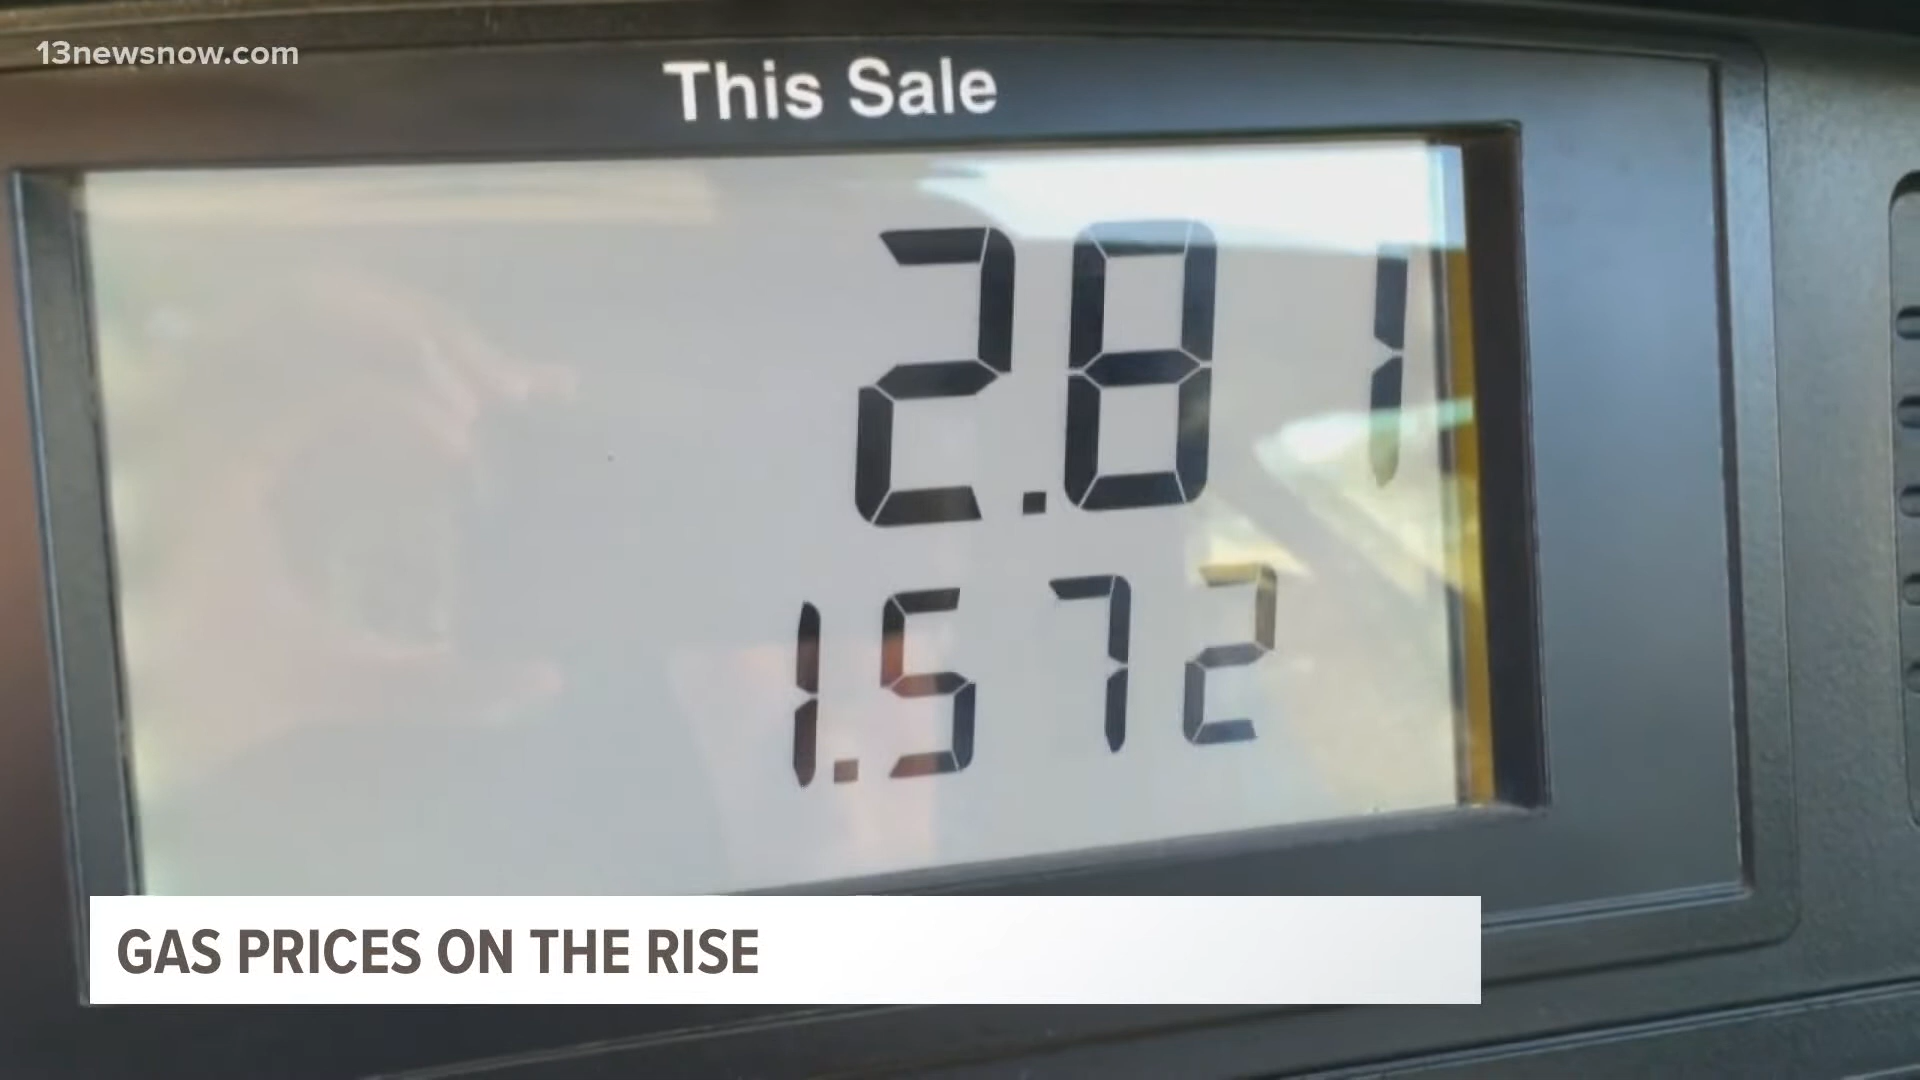 13newsnow.com
This Sale
2.81
1.572
GAS PRICES ON THE RISE